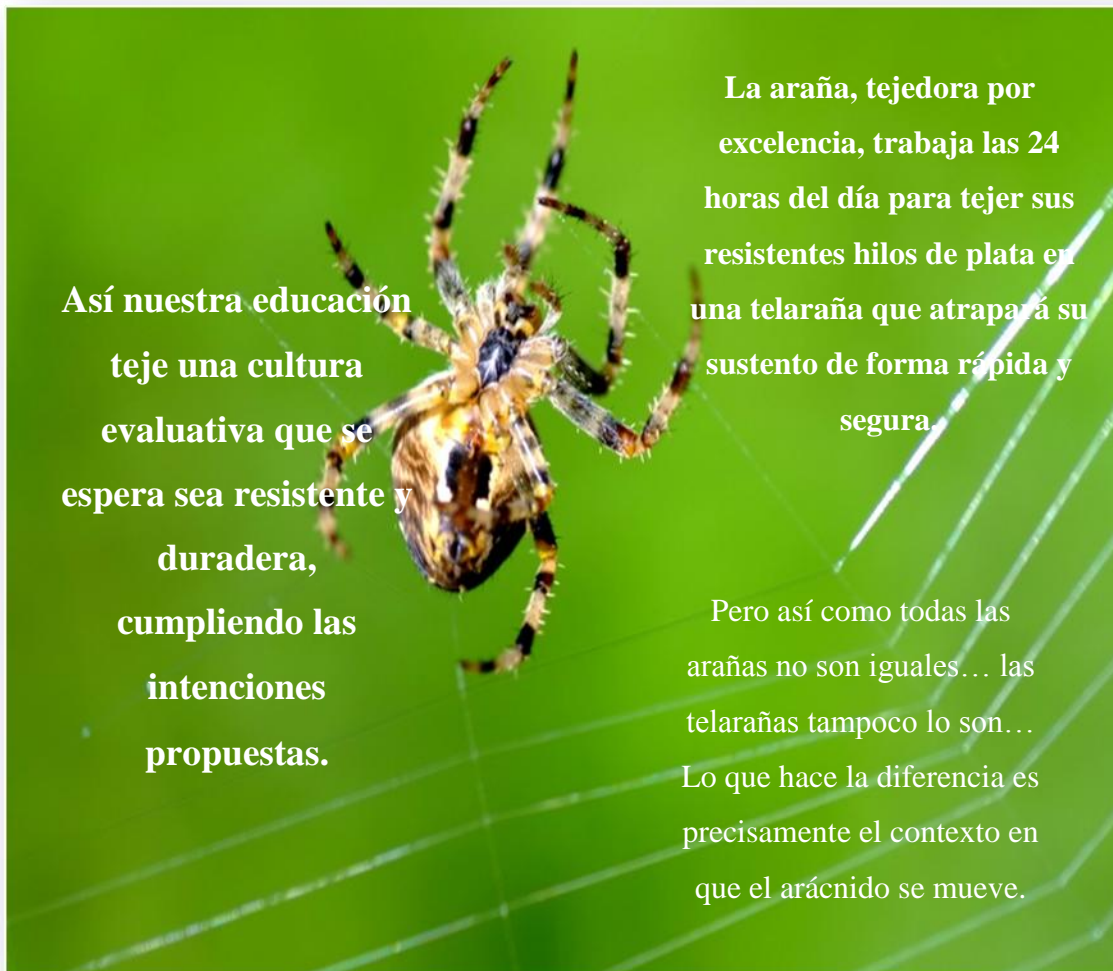 La araña, tejedora por
excelencia, trabaja las 24
horas del día para tejer sus
resistentes hilos de plata en
una telaraña que atrapará su
sustento de forma rápida y
segura.
Así nuestra educación
teje una cultura
evaluativa que se
espera sea resistente y
duradera,
cumpliendo las
intenciones
propuestas.
Pero así como todas las
arañas no son iguales… las
telarañas tampoco lo son…
Lo que hace la diferencia es
precisamente el contexto en
que el arácnido se mueve.